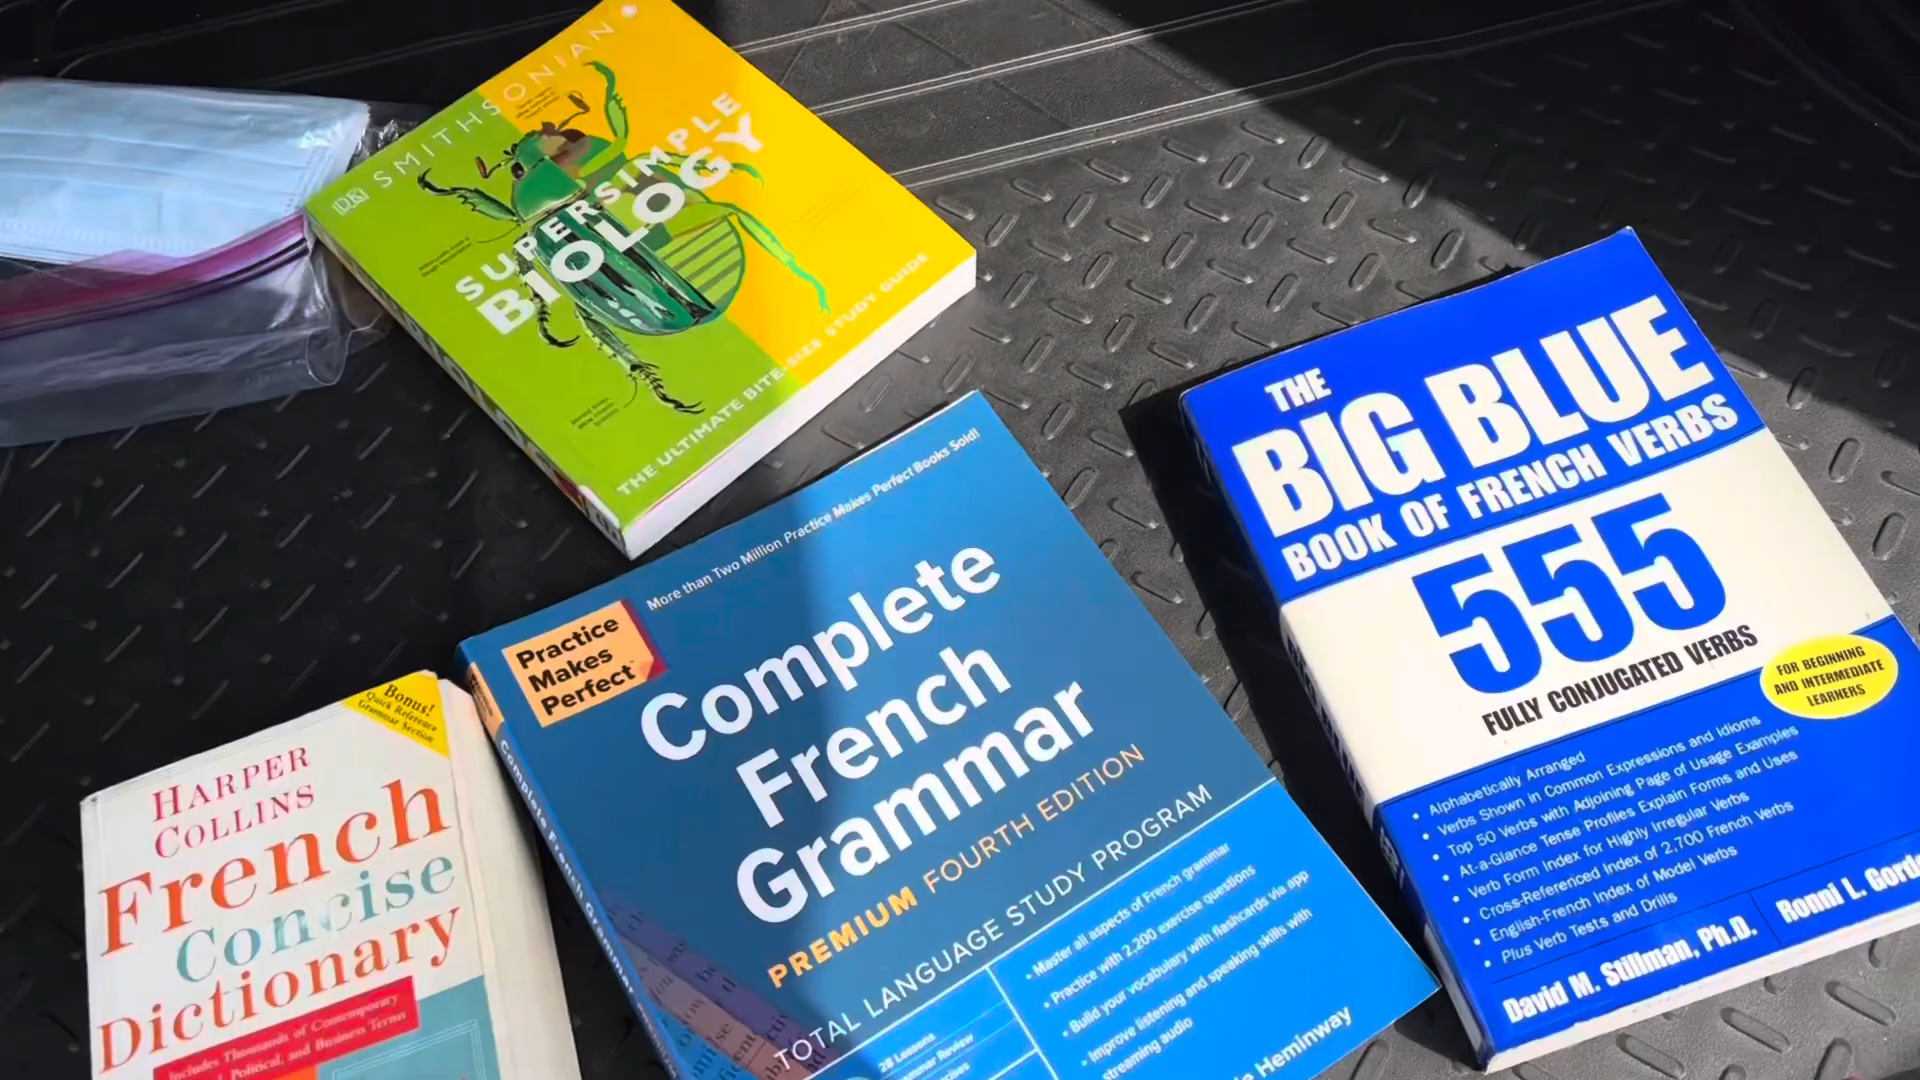 DK
SMITHSONIAN
SUPERSIMPLE
BIOLOGY
THE ULTIMATE BITE-SIZE STUDY GUIDE
THE
BIG BLUE
BOOK OF FRENCH VERBS
555
FULLY CONJUGATED VERBS
FOR BEGINNING
AND INTERMEDIATE
LEARNERS
• Alphabetically Arranged
• Verbs Shown in Common Expressions and Idioms
• Top 50 Verbs with Adjoining Page of Usage Examples
• At-a-Glance Tense Profiles Explain Forms and Uses
• Verb Form Index for Highly Irregular Verbs
• Cross-Referenced Index of 2,700 French Verbs
• English-French Index of Model Verbs
• Plus Verb Tests and Drills
David M. Stillman, Ph.D.
Ronni L. Gord
More than Two Million Practice Makes Perfect Books Sold!
Practice
Makes
Perfect
Complete
French
Grammar
PREMIUM FOURTH EDITION
TOTAL LANGUAGE STUDY PROGRAM
• Master all aspects of French grammar
• Practice with 2,200 exercise questions
• Build your vocabulary with flashcards via app
• Improve listening and speaking skills with
streaming audio
28 Lessons
Heminway
Complete French Grammar
Bonus!
Quick Reference
Grammar Section
HARPER
COLLINS
French
Concise
Dictionary
Includes Thousands of Contemporary
Political, and Business Terms